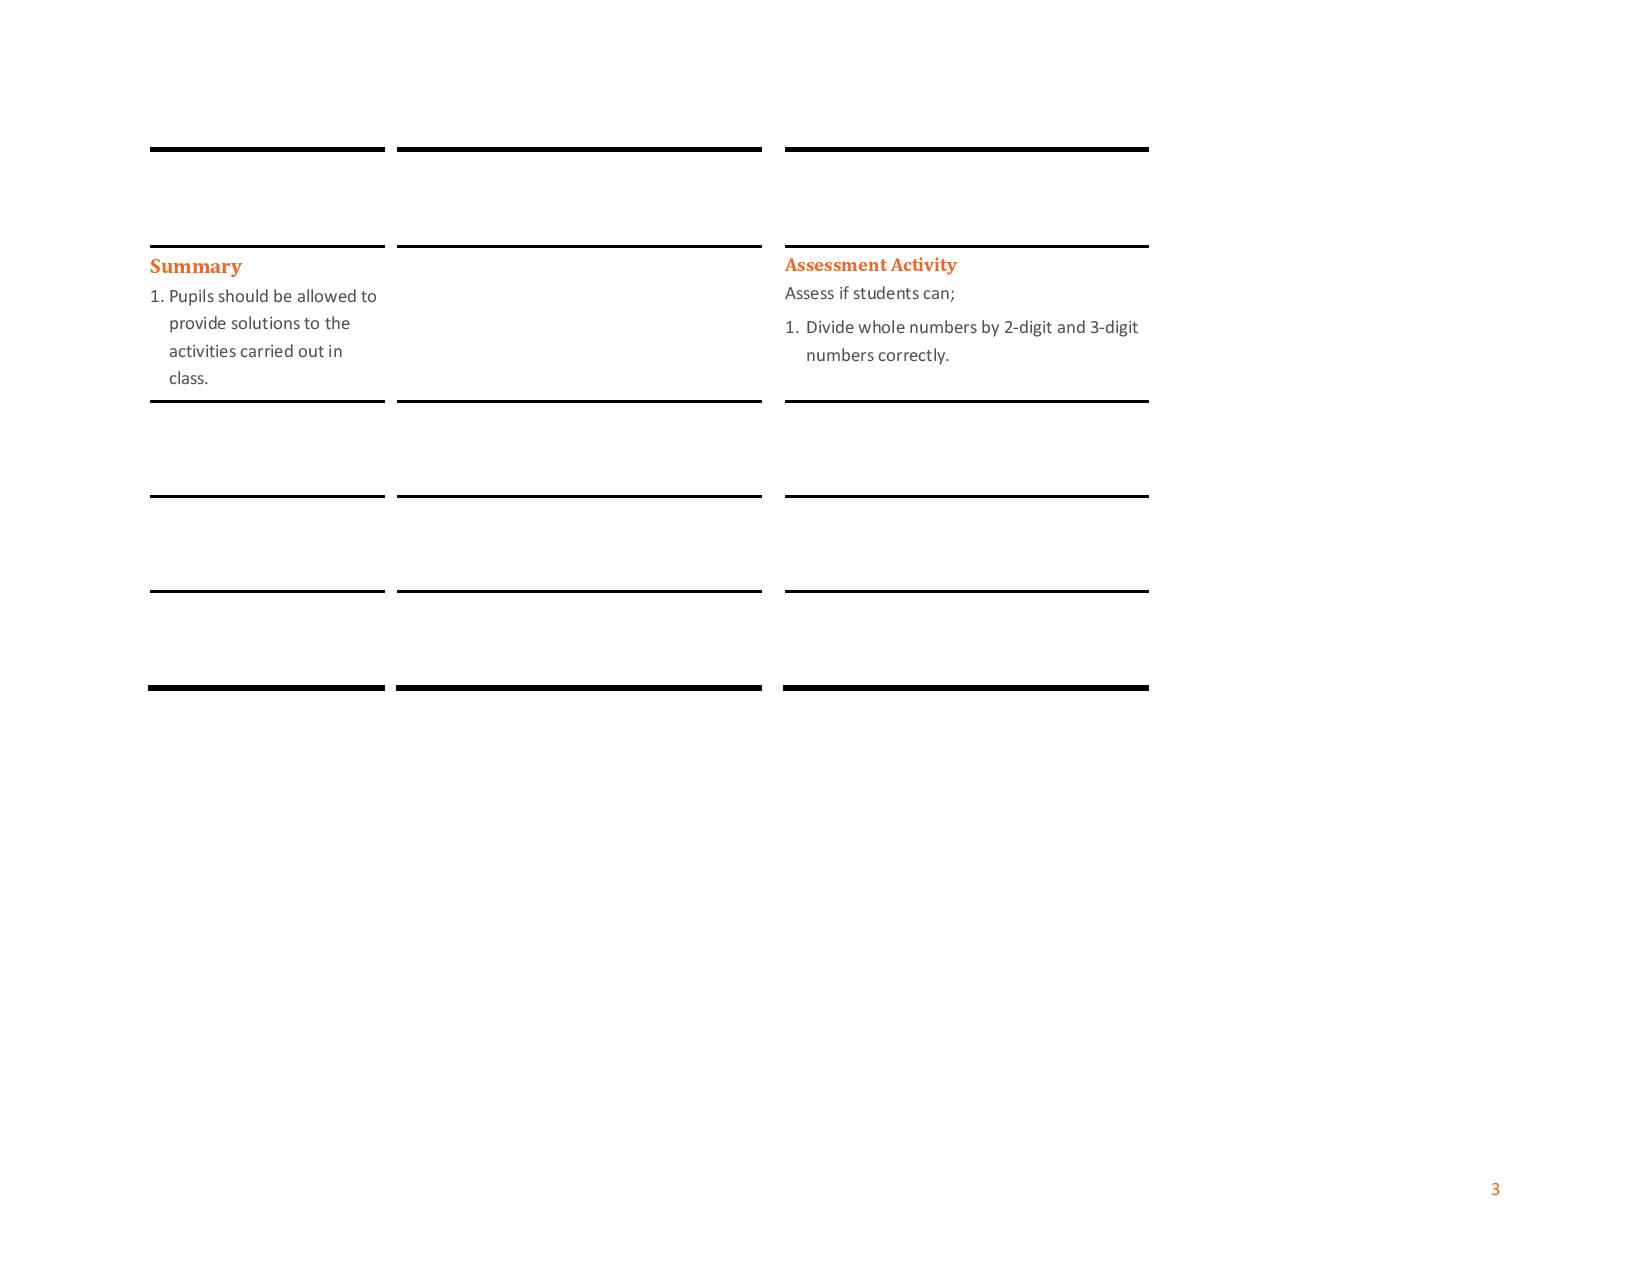 Summary
1. Pupils should be allowed to
provide solutions to the
activities carried out in
class.
Assessment Activity
Assess if students can;
1. Divide whole numbers by 2-digit and 3-digit
numbers correctly.
3